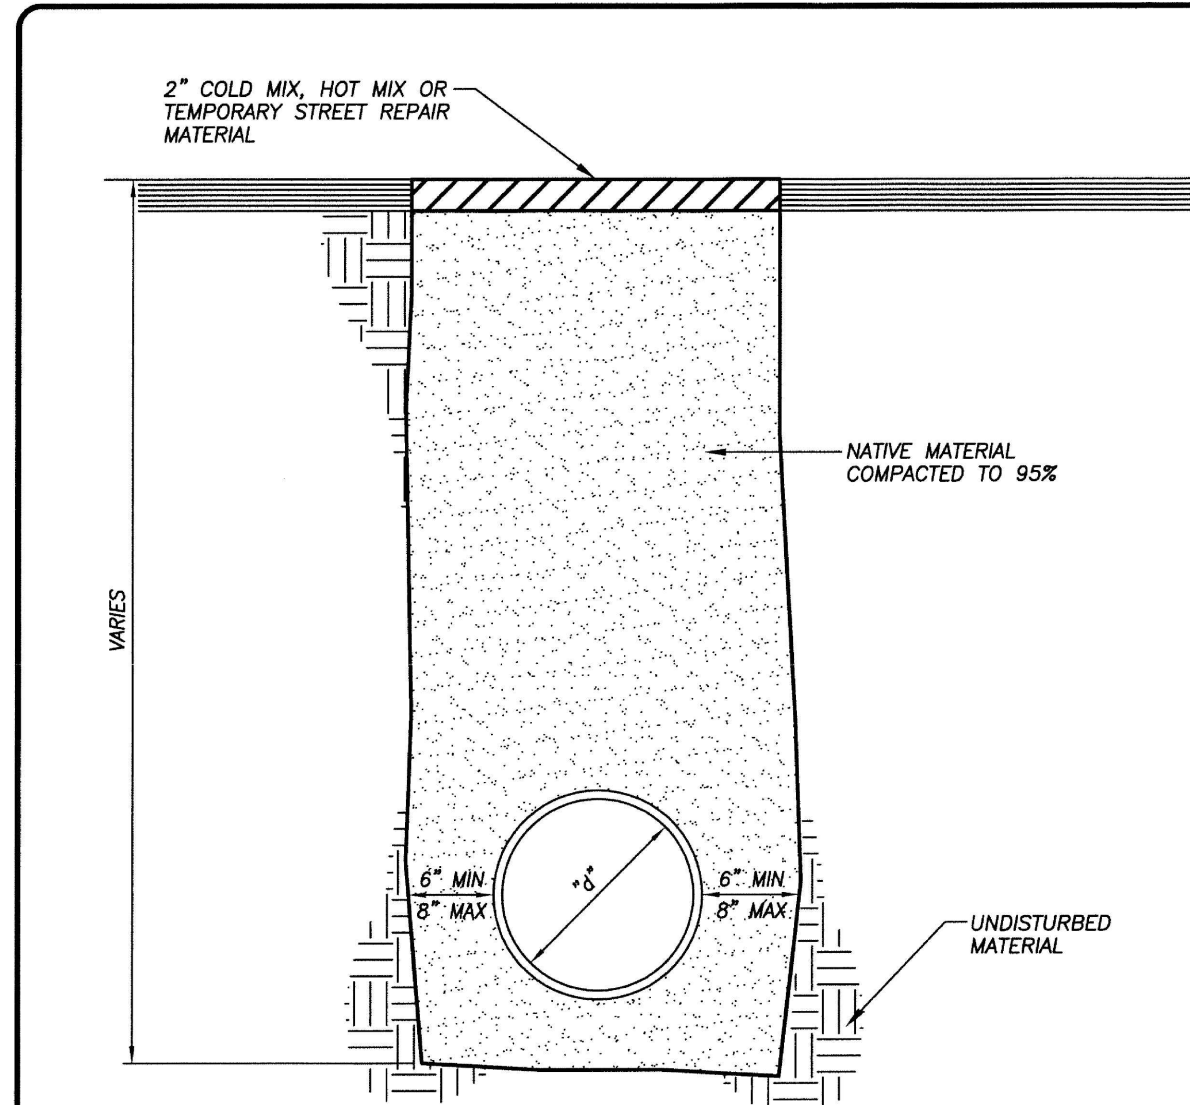 2" COLD MIX, HOT MIX OR
TEMPORARY STREET REPAIR
MATERIAL
NATIVE MATERIAL
COMPACTED TO 95%
VARIES
6" MIN
8" MAX
"d"
6" MIN
8" MAX
UNDISTURBED
MATERIAL